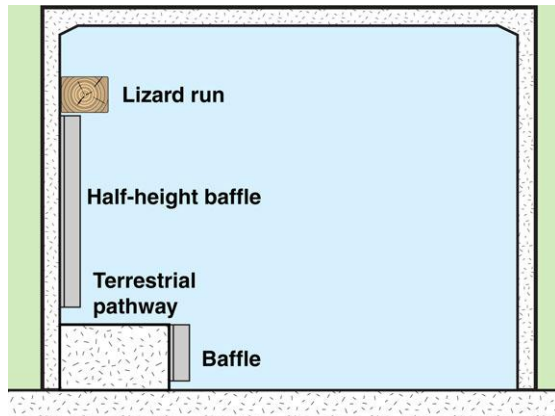 Lizard run
Half-height baffle
Terrestrial
pathway
Baffle